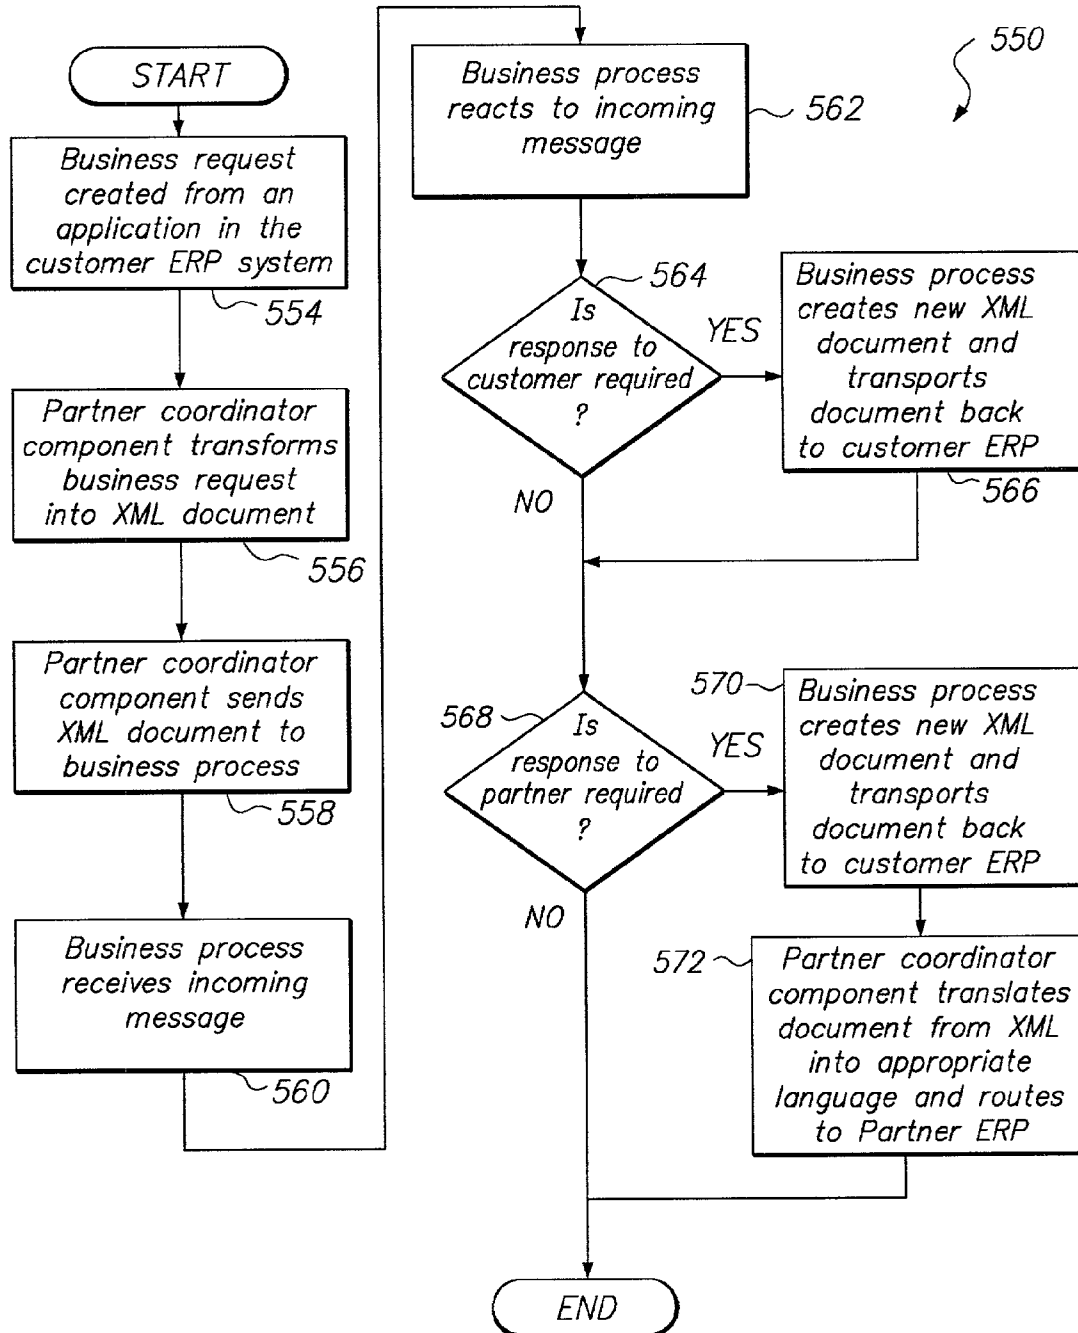 START
Business request
created from an
application in the
customer ERP system
554
Partner coordinator
component transforms
business request
into XML document
556
Partner coordinator
component sends
XML document to
business process
558
Business process
receives incoming
message
560
550
Business process
reacts to incoming
message
562
564
Is
response to
customer required
?
YES
NO
Business process
creates new XML
document and
transports
document back
to customer ERP
566
568
Is
response to
partner required
?
YES
NO
570
Business process
creates new XML
document and
transports
document back
to customer ERP
572
Partner coordinator
component translates
document from XML
into appropriate
language and routes
to Partner ERP
END